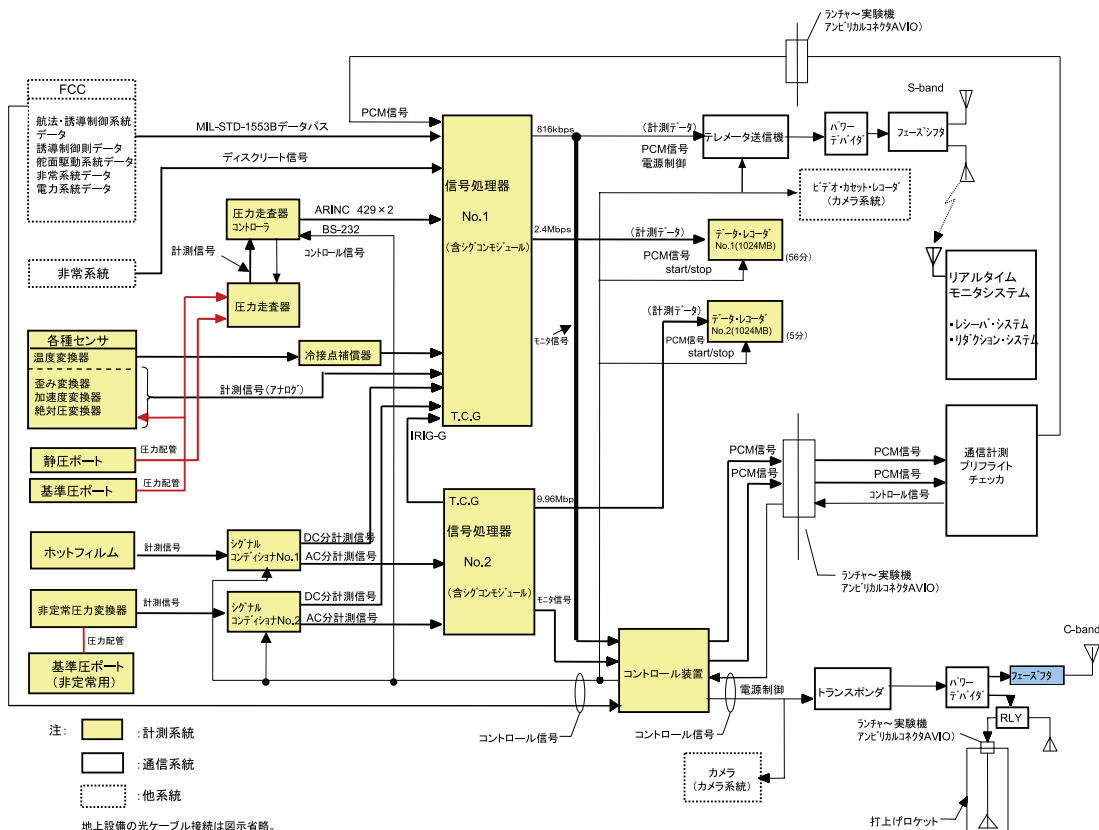 ランチャ～実験機
アンビリカルコネクタAVIO)
FCC
航法・誘導制御系統
データ
誘導制御則データ
舵面駆動系統データ
非常系統データ
電力系統データ
PCM信号
MIL-STD-1553Bデータバス
ディスクリート信号
圧力走査器
コントローラ
ARINC 429×2
BS-232
計測信号
コントロール信号
非常系統
圧力走査器
信号処理器
No.1
(含シグコンモジュール)
T.C.G
816kbps
(計測データ)
PCM信号
電源制御
テレメータ送信機
パワー
デバイダ
フェーズシフタ
S-band
ビデオ・カセット・レコーダ
(カメラ系統)
2.4Mbps
(計測データ)
PCM信号
start/stop
データ・レコーダ
No.1(1024MB)
(56分)
リアルタイム
モニタシステム
・レシーバ・システム
・リダクション・システム
(計測データ)
PCM信号
start/stop
データ・レコーダ
No.2(1024MB)
(5分)
モニタ信号
各種センサ
温度変換器
歪み変換器
加速度変換器
絶対圧変換器
冷接点補償器
計測信号(アナログ)
静圧ポート
圧力配管
基準圧ポート
圧力配管
IRIG-G
T.C.G
信号処理器
No.2
(含シグコンモジュール)
9.96Mbp
PCM信号
PCM信号
PCM信号
PCM信号
コントロール信号
通信計測
プリフライト
チェッカ
ランチャ～実験機
アンビリカルコネクタAVIO)
ホットフィルム
計測信号
シグナル
コンディショナNo.1
DC分計測信号
AC分計測信号
非定常圧力変換器
計測信号
シグナル
コンディショナNo.2
DC分計測信号
AC分計測信号
モニタ信号
圧力配管
基準圧ポート
(非定常用)
コントロール装置
電源制御
トランスポンダ
パワー
デバイダ
フェーズシフタ
C-band
RLY
コントロール信号
コントロール信号
ランチャ～実験機
アンビリカルコネクタAVIO)
カメラ
(カメラ系統)
打上げロケット
注:
:計測系統
:通信系統
:他系統
地上設備の光ケーブル接続は図示省略。